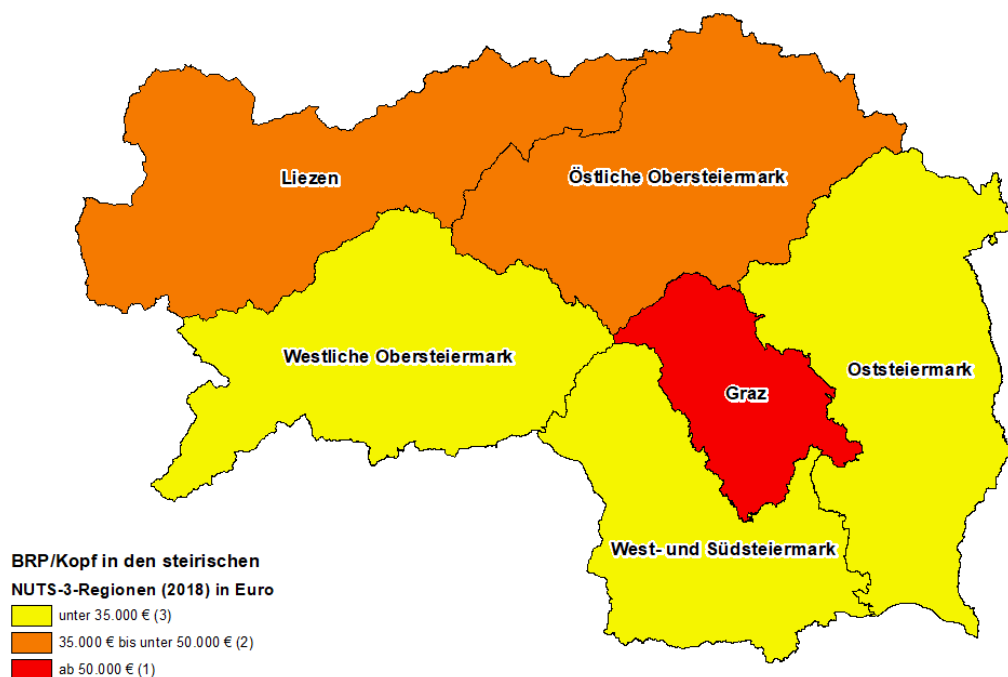 Liezen
Östliche Obersteiermark
Westliche Obersteiermark
Oststeiermark
Graz
West- und Südsteiermark
BRP/Kopf in den steirischen
NUTS-3-Regionen (2018) in Euro
unter 35.000 € (3)
35.000 € bis unter 50.000 € (2)
ab 50.000 € (1)